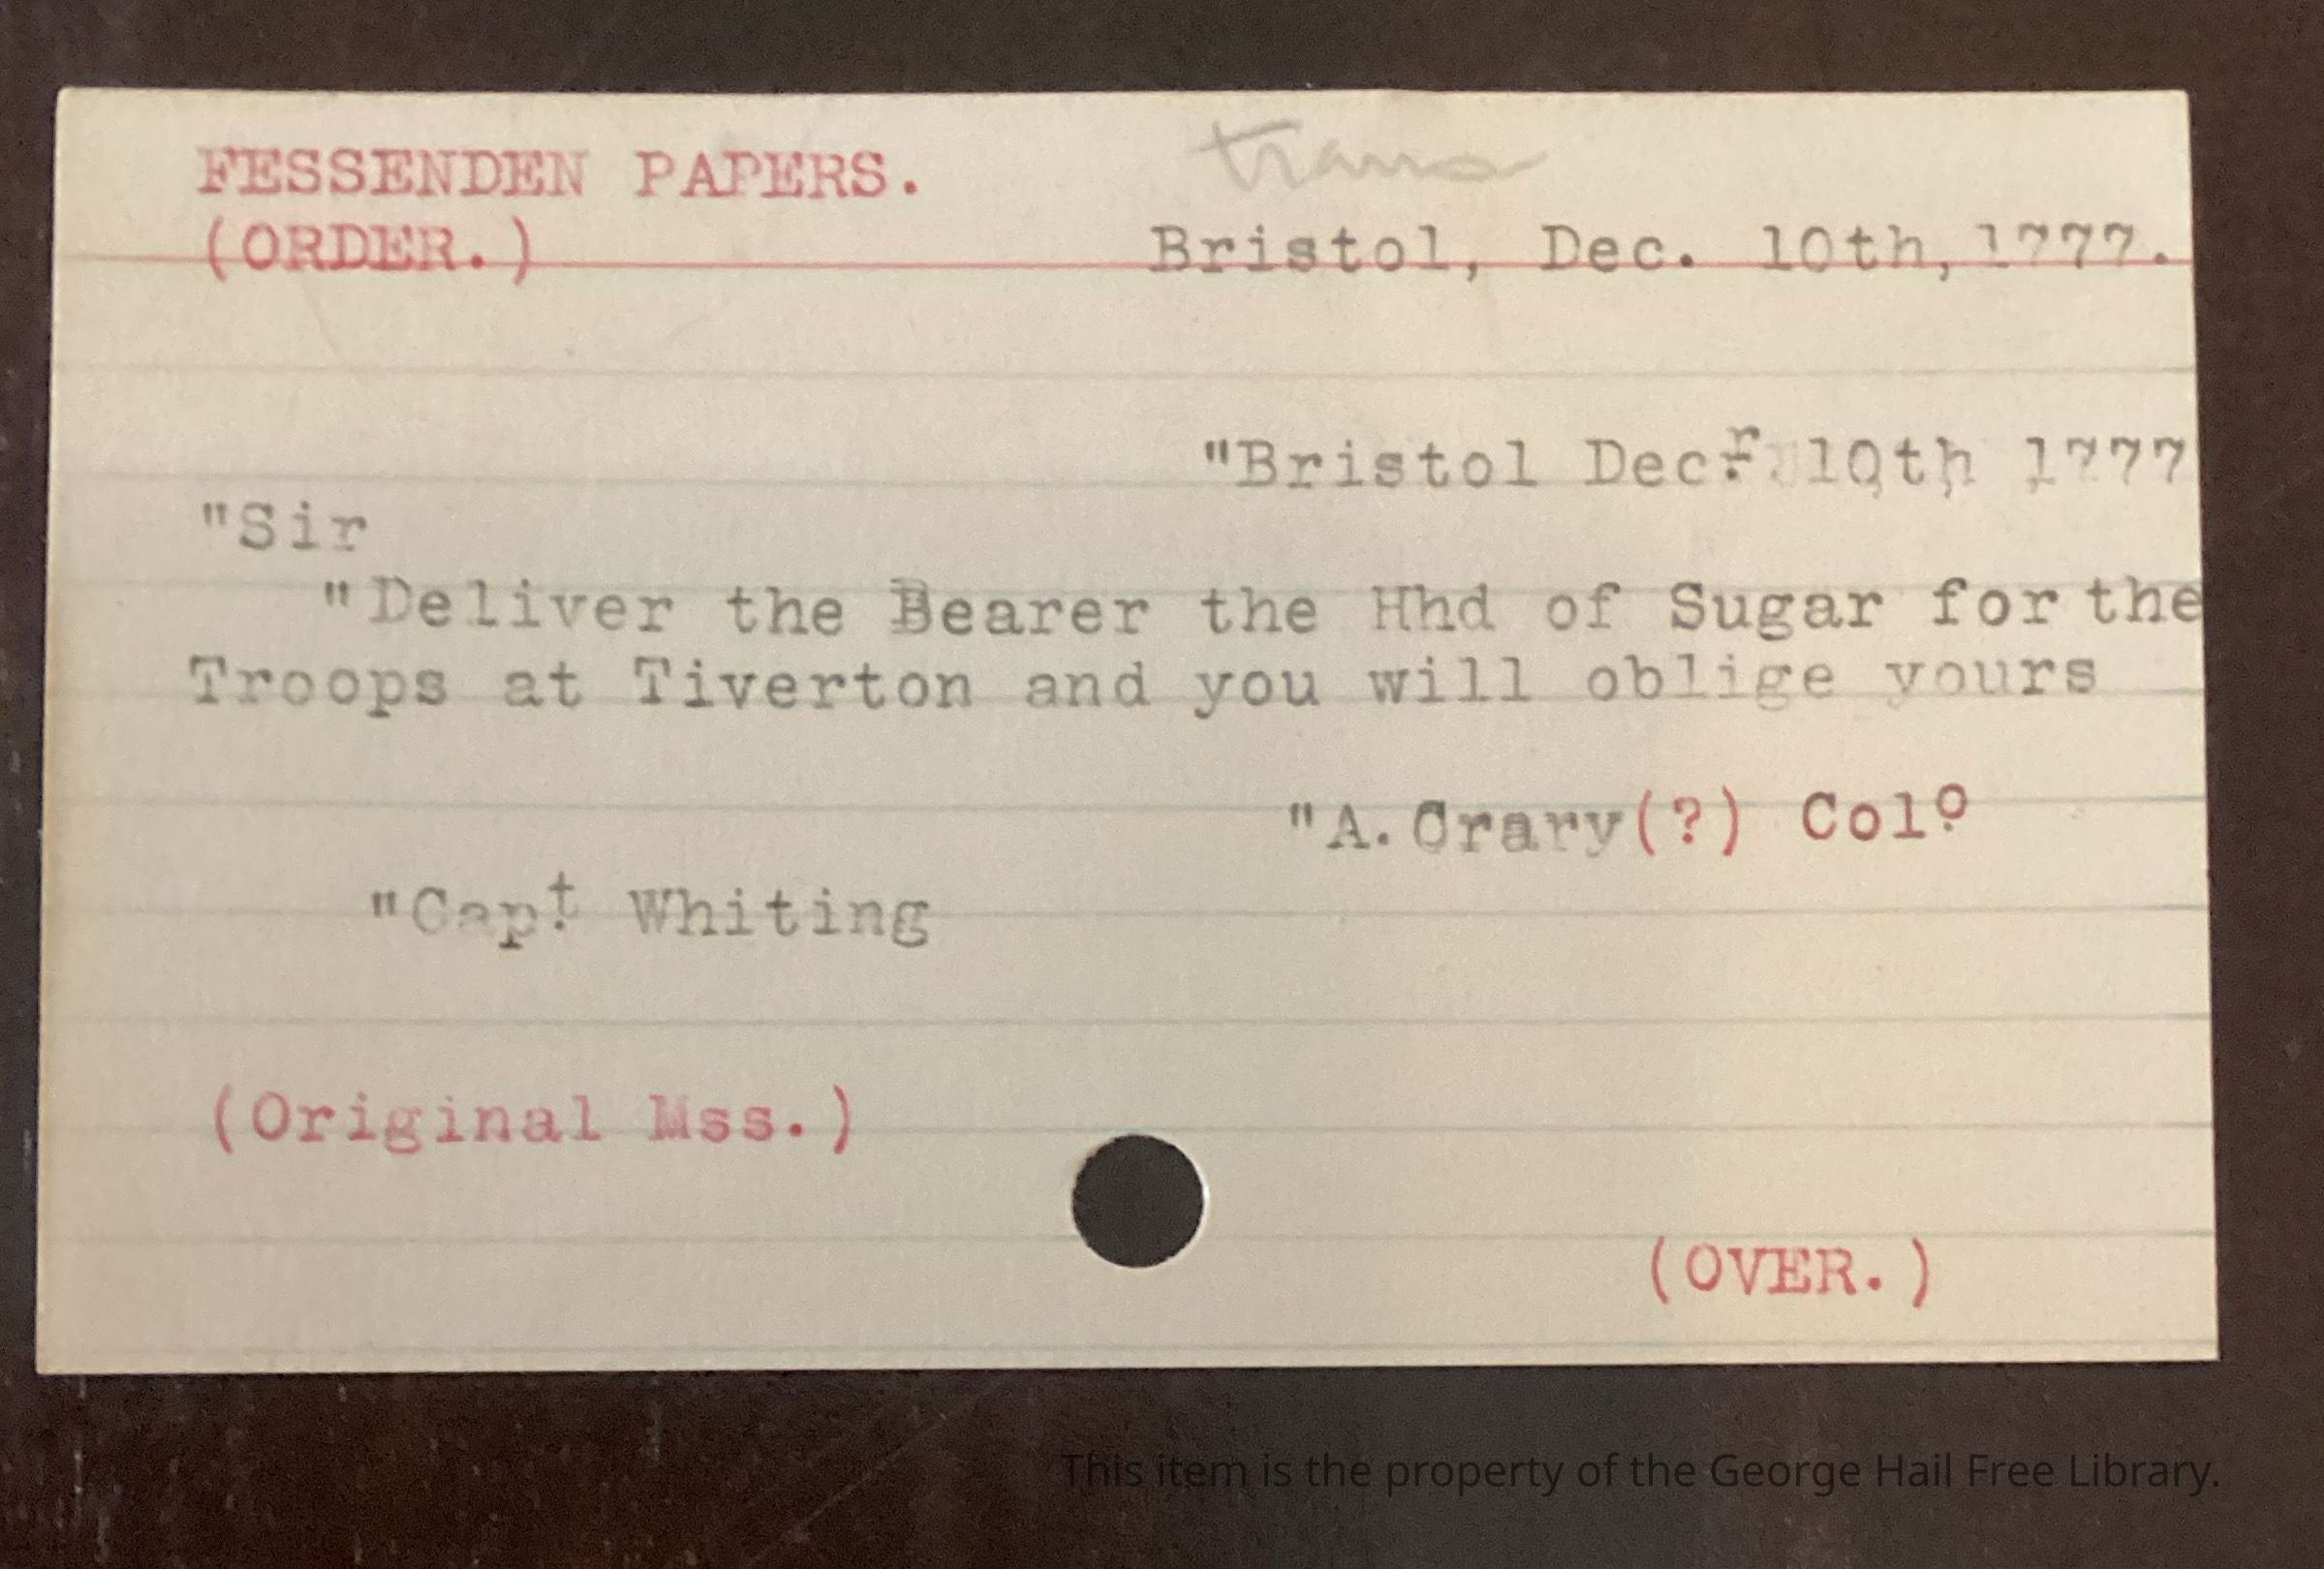 trans
FESSENDEN PAPERS.
(ORDER.) Bristol, Dec. 10th, 1777.
"Bristol Decr 10th 1777
"Sir
"Deliver the Bearer the Hhd of Sugar for the
Troops at Tiverton and you will oblige yours
"A. Crary(?) Colo
"Capt Whiting
(Original Mss.)
(OVER.)
This item is the property of the George Hail Free Library.